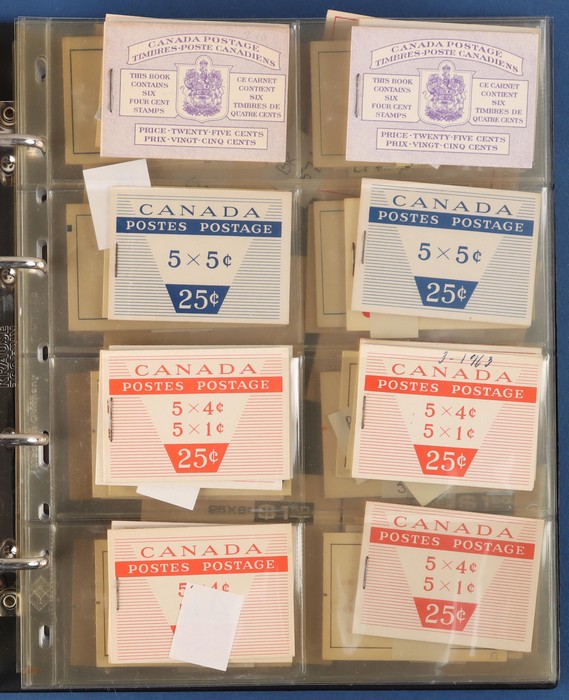 CANADA POSTAGE
TIMBRES-POSTE CANADIENS
THIS BOOK
CONTAINS
SIX
FOUR CENT
STAMPS
CE CARNET
CONTIENT
SIX
TIMBRES DE
QUATRE CENTS
PRICE·TWENTY-FIVE CENTS
PRIX·VINGT-CINQ CENTS
CANADA POSTAGE
TIMBRES-POSTE CANADIENS
THIS BOOK
CONTAINS
SIX
FOUR CENT
STAMPS
CE CARNET
CONTIENT
SIX
TIMBRES DE
QUATRE CENTS
PRICE·TWENTY-FIVE CENTS
PRIX·VINGT-CINQ CENTS
CANADA
POSTES POSTAGE
5×5¢
25¢
CANADA
POSTES POSTAGE
5×5¢
25¢
CANADA
POSTES POSTAGE
5×4¢
5×1¢
25¢
3-1963
CANADA
POSTES POSTAGE
5×4¢
5×1¢
25¢
CANADA
POSTES POSTAGE
CANADA
POSTES POSTAGE
5×4¢
5×1¢
25¢